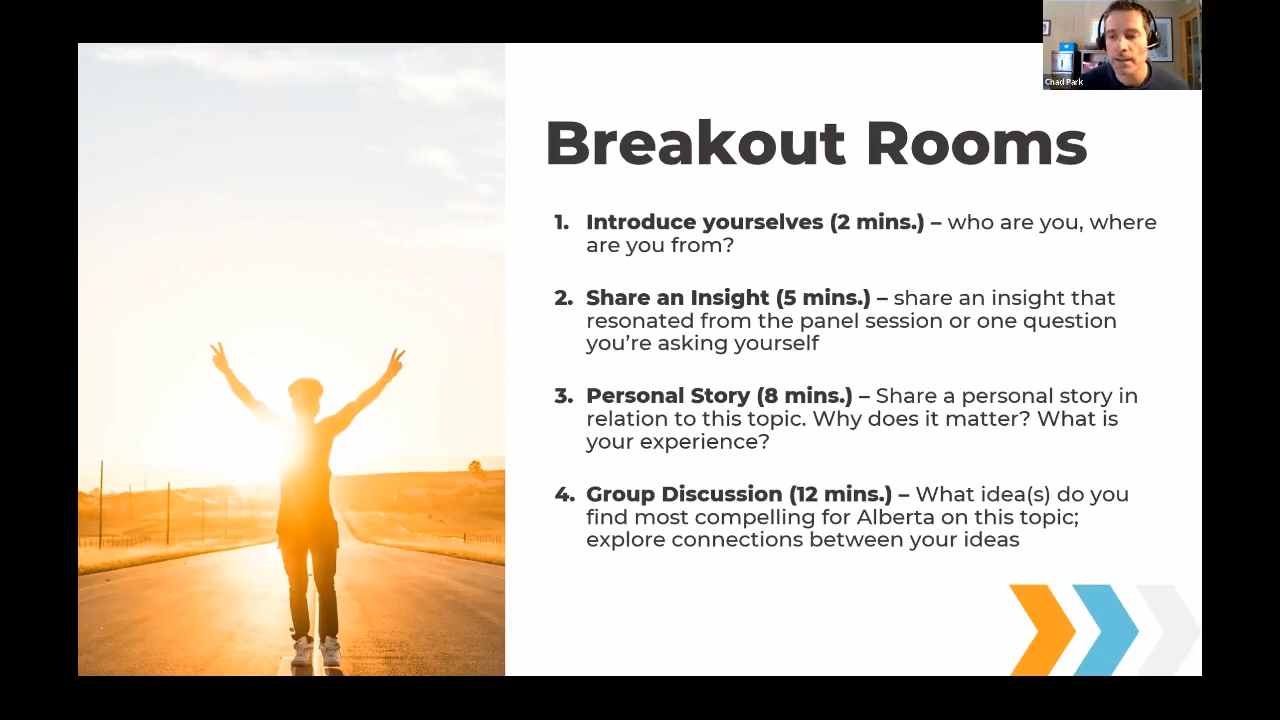 Chad Park
Breakout Rooms
1. Introduce yourselves (2 mins.) – who are you, where
are you from?
2. Share an Insight (5 mins.) – share an insight that
resonated from the panel session or one question
you’re asking yourself
3. Personal Story (8 mins.) – Share a personal story in
relation to this topic. Why does it matter? What is
your experience?
4. Group Discussion (12 mins.) – What idea(s) do you
find most compelling for Alberta on this topic;
explore connections between your ideas